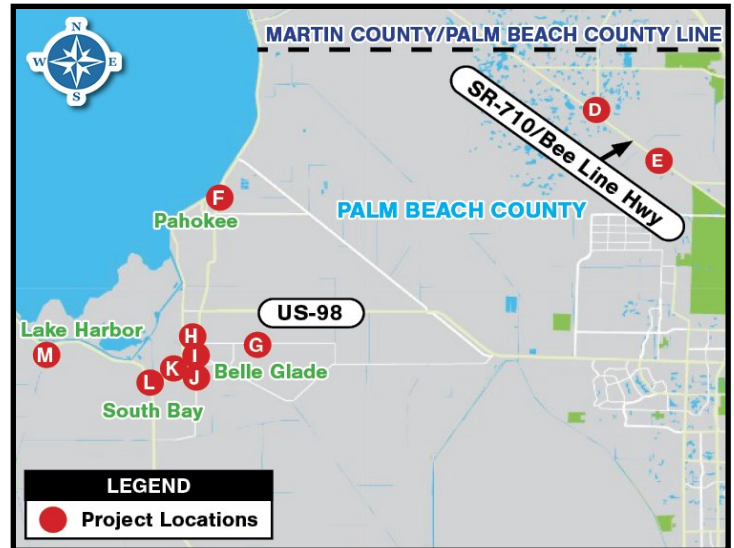 MARTIN COUNTY/PALM BEACH COUNTY LINE
N
W
E
S
SR-710/Bee Line Hwy
D
E
F
Pahokee
PALM BEACH COUNTY
US-98
Lake Harbor
H
G
M
I
K
Belle Glade
J
L
South Bay
LEGEND
Project Locations